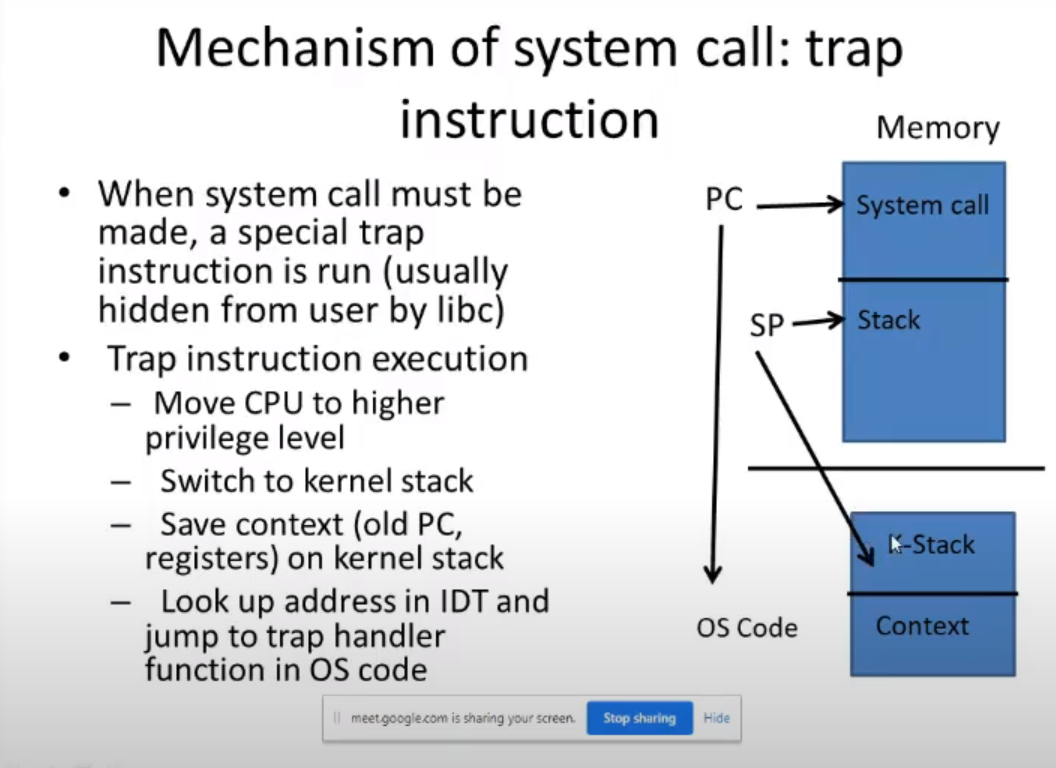 Mechanism of system call: trap
instruction
• When system call must be
made, a special trap
instruction is run (usually
hidden from user by libc)
• Trap instruction execution
– Move CPU to higher
privilege level
– Switch to kernel stack
– Save context (old PC,
registers) on kernel stack
– Look up address in IDT and
jump to trap handler
function in OS code
Memory
PC
System call
SP
Stack
K-Stack
OS Code
Context
meet.google.com is sharing your screen.
Stop sharing
Hide